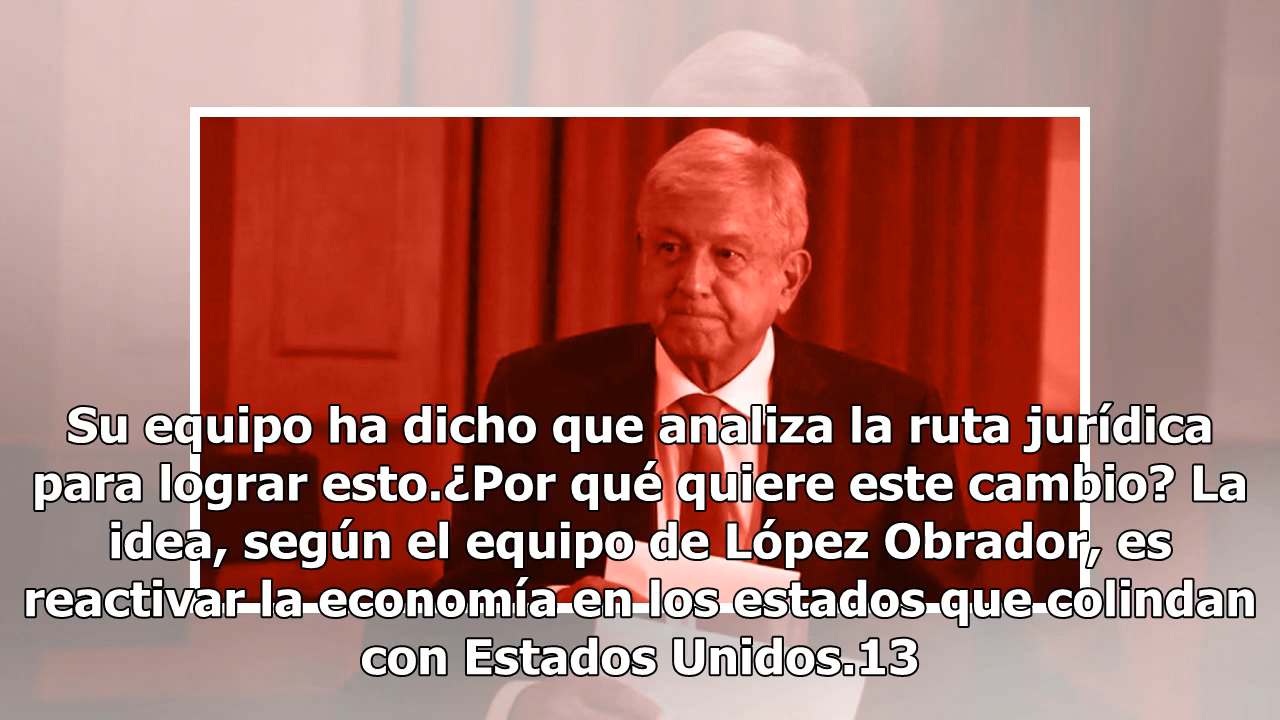 Su equipo ha dicho que analiza la ruta jurídica
para lograr esto.¿Por qué quiere este cambio? La
idea, según el equipo de López Obrador, es
reactivar la economía en los estados que colindan
con Estados Unidos.13